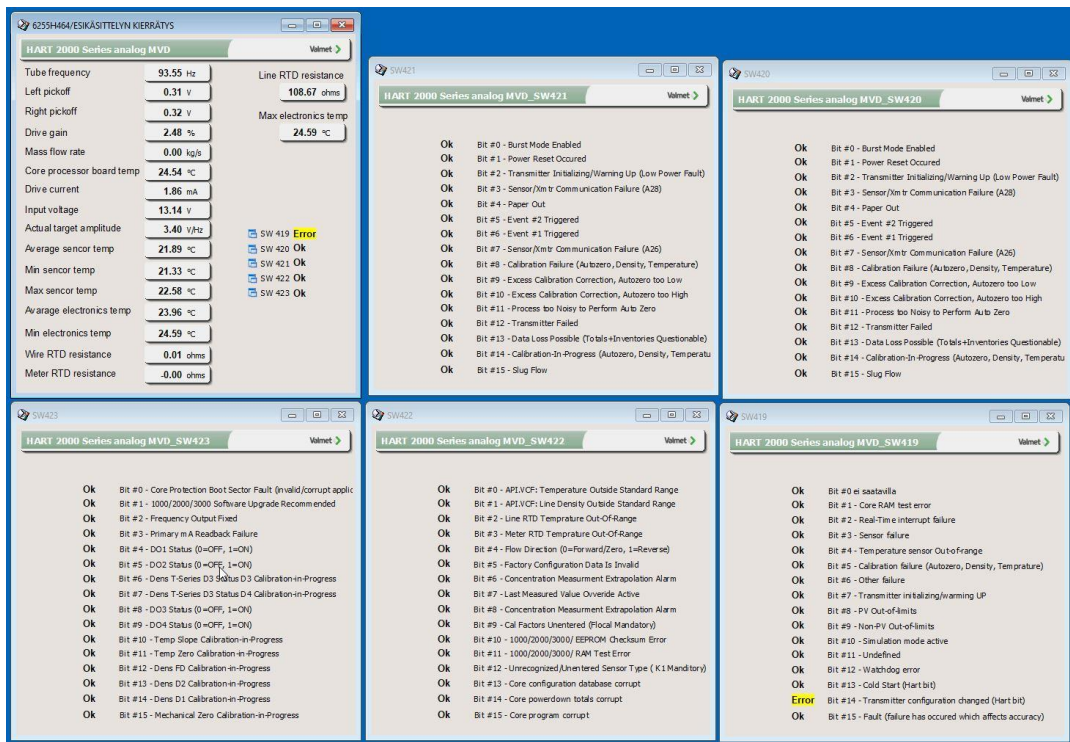 6255H464/ESIKÄSITTELYN KIERRÄTYS
HART 2000 Series analog MVD
Valmet
Tube frequency 93.55 Hz
Left pickoff 0.31 V
Right pickoff 0.32 V
Drive gain 2.48 %
Mass flow rate 0.00 kg/s
Core processor board temp 24.54 ºC
Drive current 1.86 mA
Input voltage 13.14 V
Actual target amplitude 3.40 V/Hz
Average sencor temp 21.89 ºC
Min sencor temp 21.33 ºC
Max sencor temp 22.58 ºC
Avarage electronics temp 23.96 ºC
Min electronics temp 24.59 ºC
Wire RTD resistance 0.01 ohms
Meter RTD resistance -0.00 ohms
Line RTD resistance
108.67 ohms
Max electronics temp
24.59 ºC
SW 419 Error
SW 420 Ok
SW 421 Ok
SW 422 Ok
SW 423 Ok
SW421
HART 2000 Series analog MVD_SW421
Valmet
Ok Bit #0 - Burst Mode Enabled
Ok Bit #1 - Power Reset Occured
Ok Bit #2 - Transmitter Initializing/Warming Up (Low Power Fault)
Ok Bit #3 - Sensor/Xmtr Communication Failure (A28)
Ok Bit #4 - Paper Out
Ok Bit #5 - Event #2 Triggered
Ok Bit #6 - Event #1 Triggered
Ok Bit #7 - Sensor/Xmtr Communication Failure (A26)
Ok Bit #8 - Calibration Failure (Autozero, Density, Temperature)
Ok Bit #9 - Excess Calibration Correction, Autozero too Low
Ok Bit #10 - Excess Calibration Correction, Autozero too High
Ok Bit #11 - Process too Noisy to Perform Auto Zero
Ok Bit #12 - Transmitter Failed
Ok Bit #13 - Data Loss Possible (Totals+Inventories Questionable)
Ok Bit #14 - Calibration-In-Progress (Autozero, Density, Temperatu
Ok Bit #15 - Slug Flow
SW420
HART 2000 Series analog MVD_SW420
Valmet
Ok Bit #0 - Burst Mode Enabled
Ok Bit #1 - Power Reset Occured
Ok Bit #2 - Transmitter Initializing/Warming Up (Low Power Fault)
Ok Bit #3 - Sensor/Xmtr Communication Failure (A28)
Ok Bit #4 - Paper Out
Ok Bit #5 - Event #2 Triggered
Ok Bit #6 - Event #1 Triggered
Ok Bit #7 - Sensor/Xmtr Communication Failure (A26)
Ok Bit #8 - Calibration Failure (Autozero, Density, Temperature)
Ok Bit #9 - Excess Calibration Correction, Autozero too Low
Ok Bit #10 - Excess Calibration Correction, Autozero too High
Ok Bit #11 - Process too Noisy to Perform Auto Zero
Ok Bit #12 - Transmitter Failed
Ok Bit #13 - Data Loss Possible (Totals+Inventories Questionable)
Ok Bit #14 - Calibration-In-Progress (Autozero, Density, Temperatu
Ok Bit #15 - Slug Flow
SW423
HART 2000 Series analog MVD_SW423
Valmet
Ok Bit #0 - Core Protection Boot Sector Fault (invalid/corrupt applic
Ok Bit #1 - 1000/2000/3000 Software Upgrade Recommended
Ok Bit #2 - Frequency Output Fixed
Ok Bit #3 - Primary mA Readback Failure
Ok Bit #4 - DO1 Status (0=OFF, 1=ON)
Ok Bit #5 - DO2 Status (0=OFF, 1=ON)
Ok Bit #6 - Dens T-Series D3 Status D3 Calibration-in-Progress
Ok Bit #7 - Dens T-Series D3 Status D4 Calibration-in-Progress
Ok Bit #8 - DO3 Status (0=OFF, 1=ON)
Ok Bit #9 - DO4 Status (0=OFF, 1=ON)
Ok Bit #10 - Temp Slope Calibration-in-Progress
Ok Bit #11 - Temp Zero Calibration-in-Progress
Ok Bit #12 - Dens FD Calibration-in-Progress
Ok Bit #13 - Dens D2 Calibration-in-Progress
Ok Bit #14 - Dens D1 Calibration-in-Progress
Ok Bit #15 - Mechanical Zero Calibration-in-Progress
SW422
HART 2000 Series analog MVD_SW422
Valmet
Ok Bit #0 - API.VCF: Temperature Outside Standard Range
Ok Bit #1 - API.VCF: Line Density Outside Standard Range
Ok Bit #2 - Line RTD Temprature Out-Of-Range
Ok Bit #3 - Meter RTD Temprature Out-Of-Range
Ok Bit #4 - Flow Direction (0=Forward/Zero, 1=Reverse)
Ok Bit #5 - Factory Configuration Data Is Invalid
Ok Bit #6 - Concentration Measurment Extrapolation Alarm
Ok Bit #7 - Last Measured Value Ovveride Active
Ok Bit #8 - Concentration Measurment Extrapolation Alarm
Ok Bit #9 - Cal Factors Unentered (Flocal Mandatory)
Ok Bit #10 - 1000/2000/3000/ EEPROM Checksum Error
Ok Bit #11 - 1000/2000/3000/ RAM Test Error
Ok Bit #12 - Unrecognized/Unentered Sensor Type ( K1 Manditory)
Ok Bit #13 - Core configuration database corrupt
Ok Bit #14 - Core powerdown totals corrupt
Ok Bit #15 - Core program corrupt
SW419
HART 2000 Series analog MVD_SW419
Valmet
Ok Bit #0 ei saatavilla
Ok Bit #1 - Core RAM test error
Ok Bit #2 - Real-Time interrupt failure
Ok Bit #3 - Sensor failure
Ok Bit #4 - Temperature sensor Out-of-range
Ok Bit #5 - Calibration failure (Autozero, Density, Temprature)
Ok Bit #6 - Other failure
Ok Bit #7 - Transmitter initializing/warming UP
Ok Bit #8 - PV Out-of-limits
Ok Bit #9 - Non-PV Out-of-limits
Ok Bit #10 - Simulation mode active
Ok Bit #11 - Undefined
Ok Bit #12 - Watchdog error
Ok Bit #13 - Cold Start (Hart bit)
Error Bit #14 - Transmitter configuration changed (Hart bit)
Ok Bit #15 - Fault (failure has occured which affects accuracy)